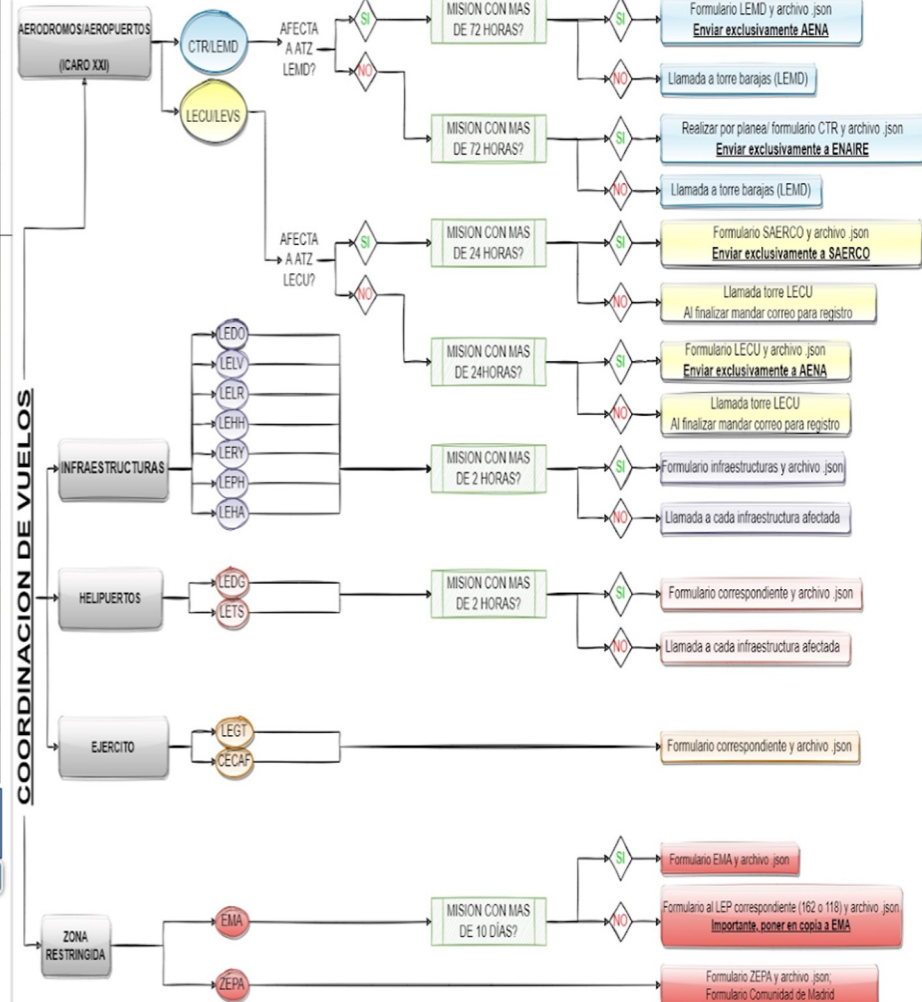 AERODROMOS/AEROPUERTOS
(ICARO XXI)
CTR/LEMD
LECU/LEVS
AFECTA
A ATZ
LEMD?
SI
NO
MISION CON MAS
DE 72 HORAS?
SI
Formulario LEMD y archivo .json
Enviar exclusivamente AENA
NO
Llamada a torre barajas (LEMD)
MISION CON MAS
DE 72 HORAS?
SI
Realizar por planea/ formulario CTR y archivo .json
Enviar exclusivamente a ENAIRE
NO
Llamada a torre barajas (LEMD)
AFECTA
A ATZ
LECU?
SI
NO
MISION CON MAS
DE 24 HORAS?
SI
Formulario SAERCO y archivo .json
Enviar exclusivamente a SAERCO
NO
Llamada torre LECU
Al finalizar mandar correo para registro
MISION CON MAS
DE 24HORAS?
SI
Formulario LECU y archivo .json
Enviar exclusivamente a AENA
NO
Llamada torre LECU
Al finalizar mandar correo para registro
COORDINACION DE VUELOS
INFRAESTRUCTURAS
LEDO
LELV
LELR
LEHH
LERY
LEPH
LEHA
MISION CON MAS
DE 2 HORAS?
SI
Formulario infraestructuras y archivo .json
NO
Llamada a cada infraestructura afectada
HELIPUERTOS
LEDG
LETS
MISION CON MAS
DE 2 HORAS?
SI
Formulario correspondiente y archivo .json
NO
Llamada a cada infraestructura afectada
EJERCITO
LEGT
CECAF
Formulario correspondiente y archivo .json
ZONA
RESTRINGIDA
EMA
MISION CON MAS
DE 10 DÍAS?
SI
Formulario EMA y archivo .json
NO
Formulario al LEP correspondiente (162 o 118) y archivo .json
Importante, poner en copia a EMA
ZEPA
Formulario ZEPA y archivo .json;
Formulario Comunidad de Madrid